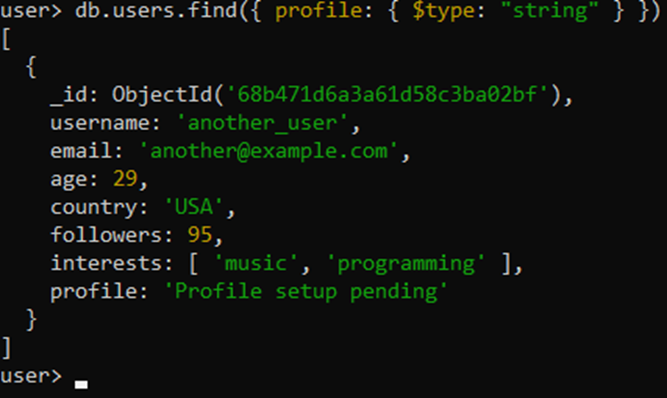 user> db.users.find({ profile: { $type: "string" } })
[
  {
    _id: ObjectId('68b471d6a3a61d58c3ba02bf'),
    username: 'another_user',
    email: 'another@example.com',
    age: 29,
    country: 'USA',
    followers: 95,
    interests: [ 'music', 'programming' ],
    profile: 'Profile setup pending'
  }
]
user>